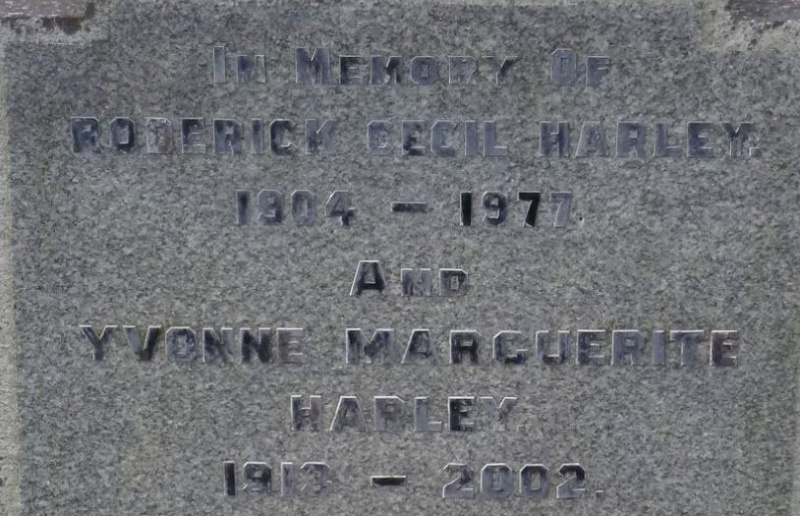 In Memory Of
RODERICK CECIL HARLEY.
1904 – 1977.
And
YVONNE MARGUERITE
HARLEY.
1913 – 2002.